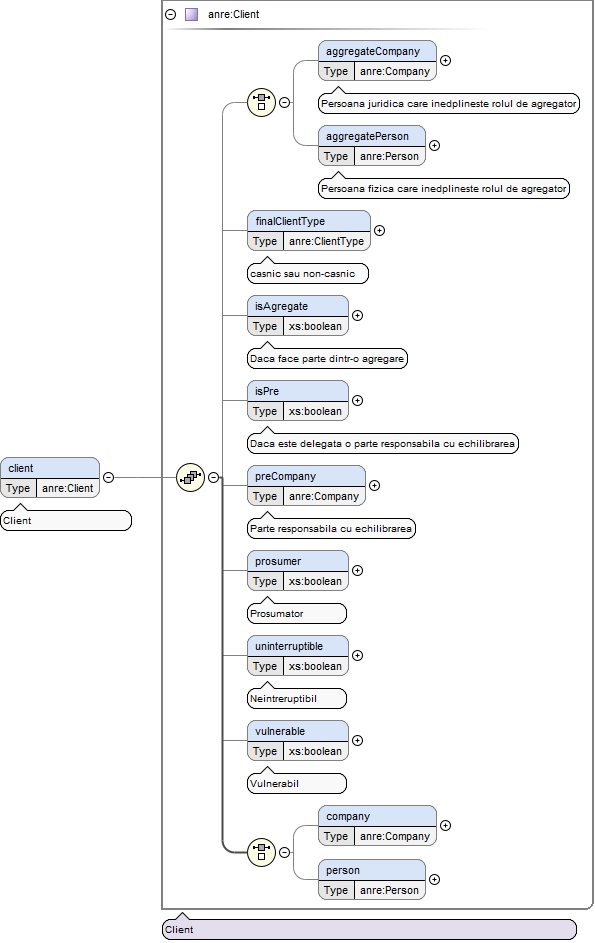 anre:Client
aggregateCompany
Type anre:Company
Persoana juridica care inedplineste rolul de agregator
aggregatePerson
Type anre:Person
Persoana fizica care inedplineste rolul de agregator
finalClientType
Type anre:ClientType
casnic sau non-casnic
isAgregate
Type xs:boolean
Daca face parte dintr-o agregare
isPre
Type xs:boolean
Daca este delegata o parte responsabila cu echilibrarea
client
Type anre:Client
Client
preCompany
Type anre:Company
Parte responsabila cu echilibrarea
prosumer
Type xs:boolean
Prosumator
uninterruptible
Type xs:boolean
Neintreruptibil
vulnerable
Type xs:boolean
Vulnerabil
company
Type anre:Company
person
Type anre:Person
Client